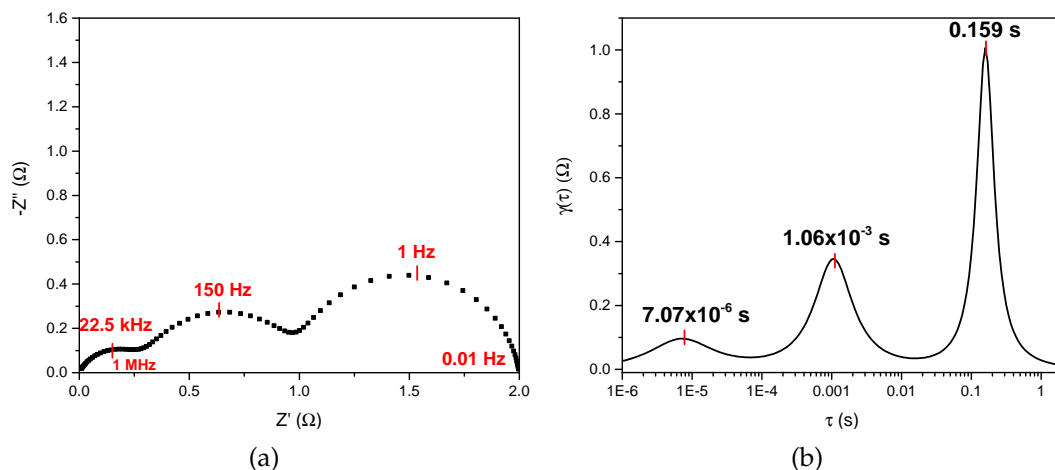 1.6
1.4
1.2
1.0
0.8
0.6
0.4
0.2
0.0
-Z'' (Ω)
22.5 kHz
1 MHz
150 Hz
1 Hz
0.01 Hz
0.0 0.5 1.0 1.5 2.0
Z' (Ω)
(a)
1.0
0.8
0.6
0.4
0.2
0.0
γ(τ) (Ω)
7.07x10⁻⁶ s
1.06x10⁻³ s
0.159 s
1E-6 1E-5 1E-4 0.001 0.01 0.1 1
τ (s)
(b)